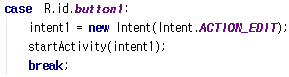 case R.id.button1:
intent1 = new Intent(Intent.ACTION_EDIT);
startActivity(intent1);
break;